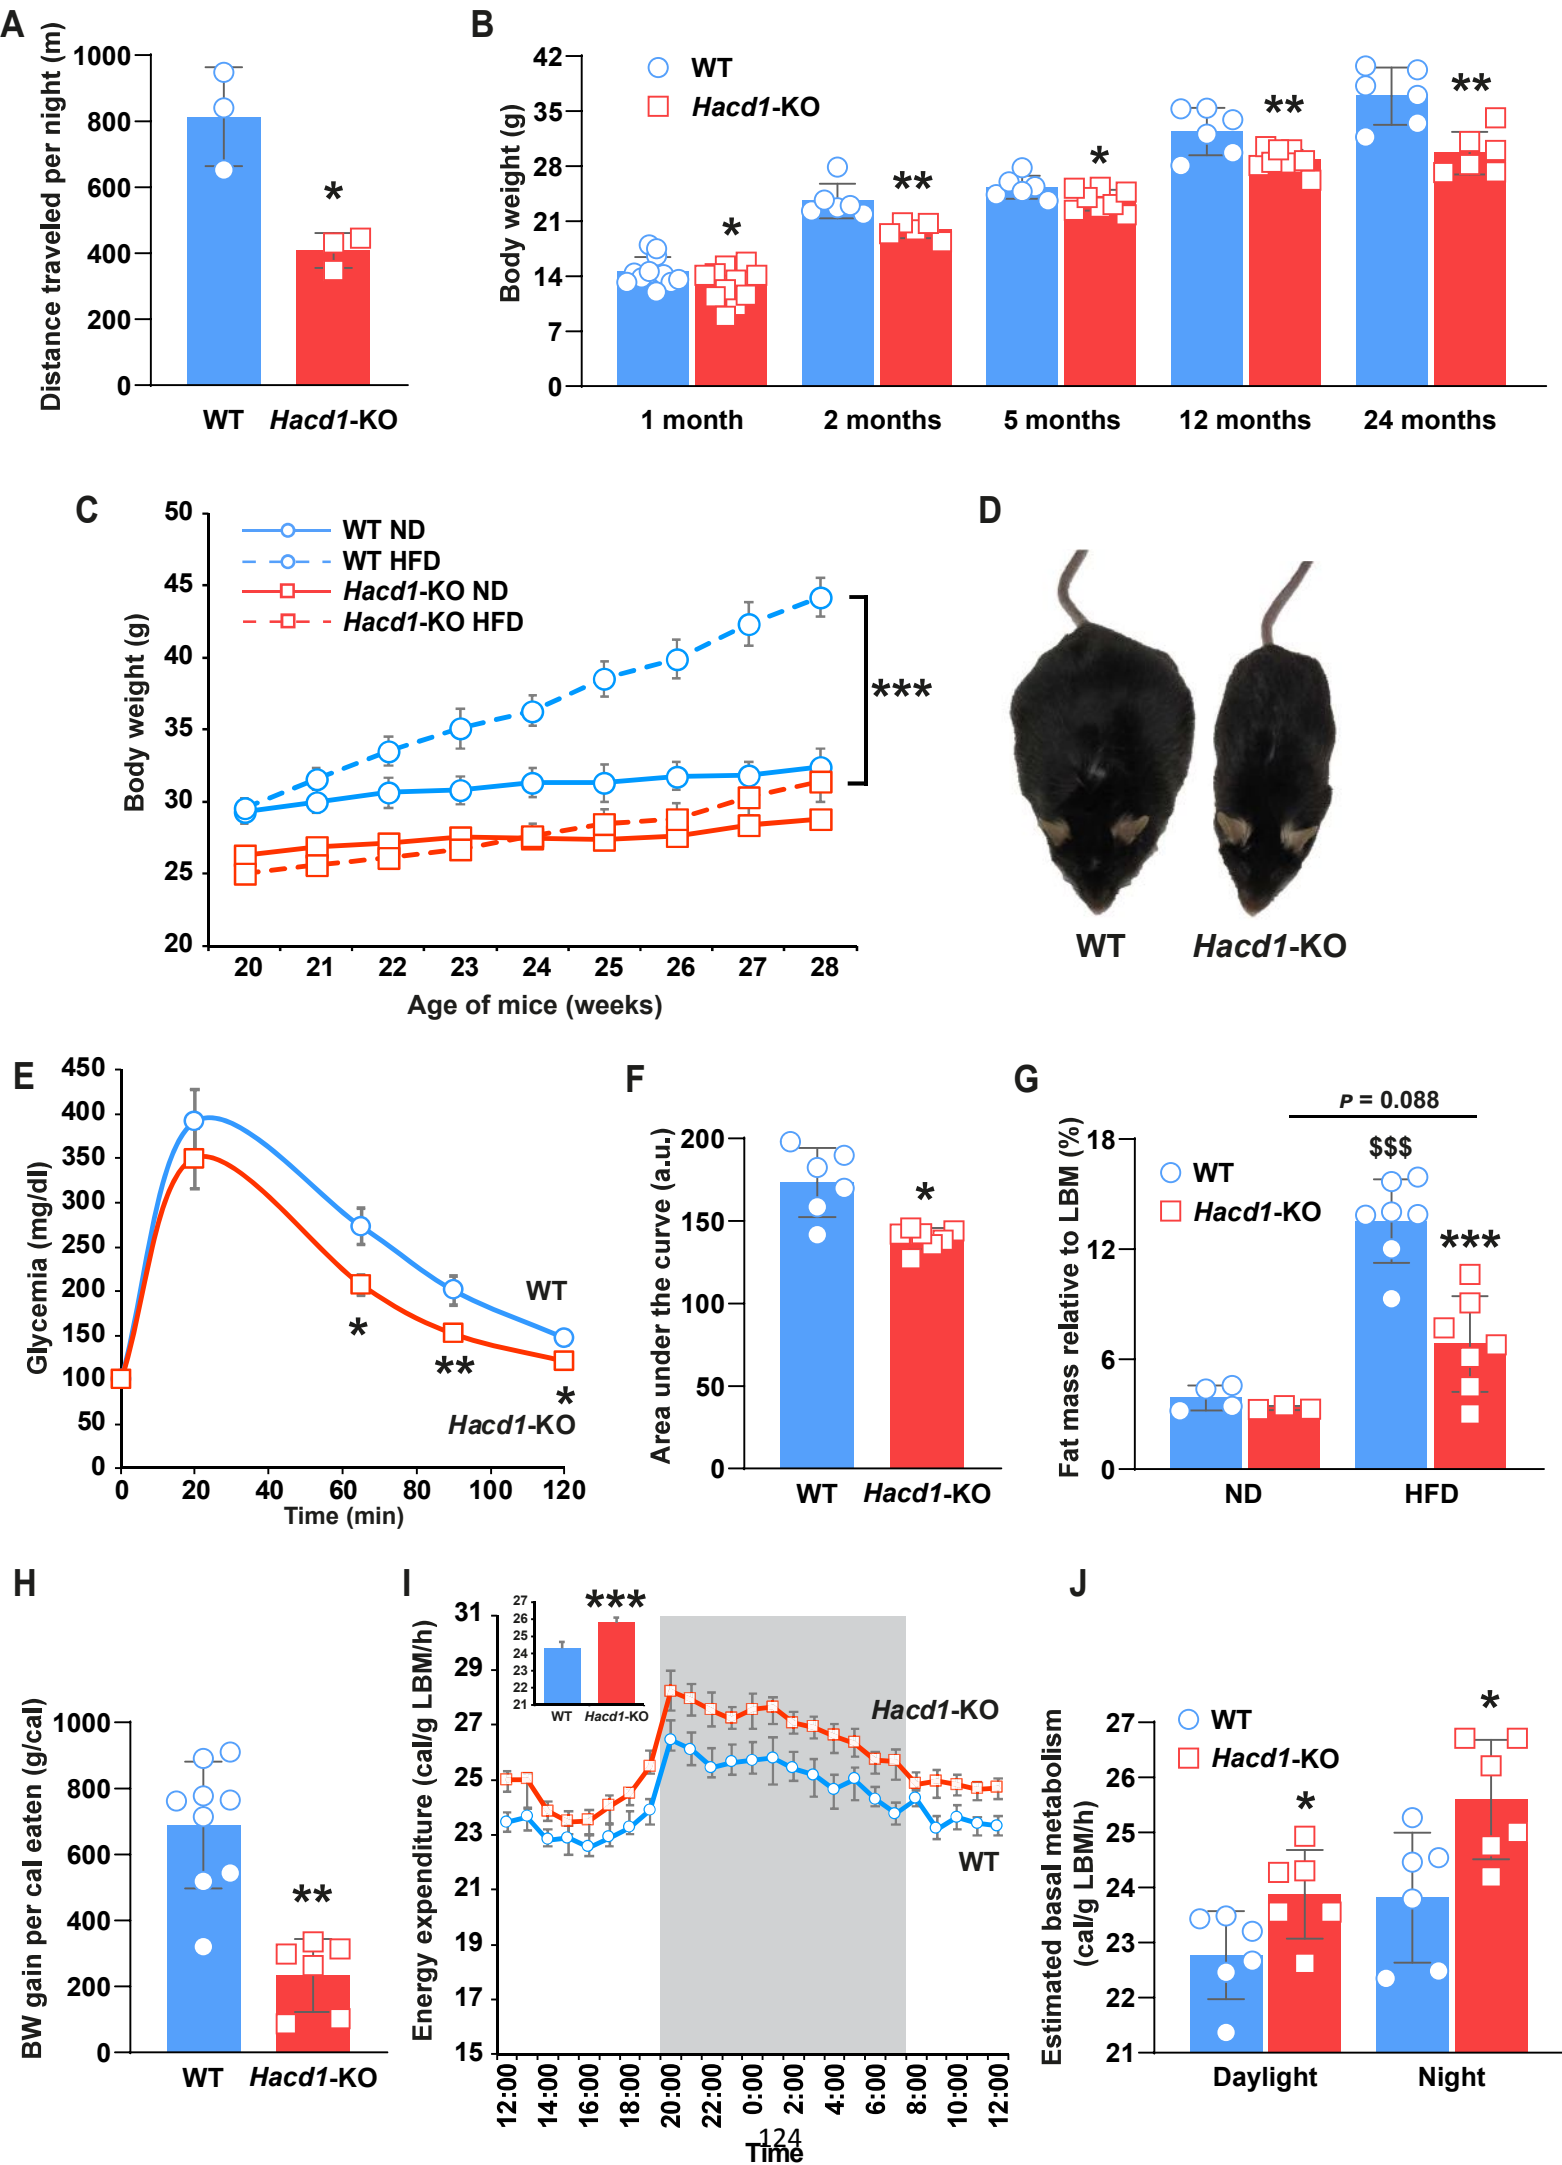 A
Distance traveled per night (m)
1000
800
600
400
200
0
*
WT Hacd1-KO
B
Body weight (g)
42
35
28
21
14
7
0
WT
Hacd1-KO
*
**
*
**
**
1 month 2 months 5 months 12 months 24 months
C
Body weight (g)
50
45
40
35
30
25
20
WT ND
WT HFD
Hacd1-KO ND
Hacd1-KO HFD
***
20 21 22 23 24 25 26 27 28
Age of mice (weeks)
D
WT Hacd1-KO
E
Glycemia (mg/dl)
450
400
350
300
250
200
150
100
50
0
WT
*
**
*
Hacd1-KO
0 20 40 60 80 100 120
Time (min)
F
Area under the curve (a.u.)
200
150
100
50
0
*
WT Hacd1-KO
G
Fat mass relative to LBM (%)
18
12
6
0
P = 0.088
$$$
WT
Hacd1-KO
***
ND HFD
H
BW gain per cal eaten (g/cal)
1000
800
600
400
200
0
**
WT Hacd1-KO
I
Energy expenditure (cal/g LBM/h)
31
29
27
25
23
21
19
17
15
27
26
25
24
23
22
21
***
WT Hacd1-KO
Hacd1-KO
WT
12:00 14:00 16:00 18:00 20:00 22:00 0:00 2:00 4:00 6:00 8:00 10:00 12:00
Time
124
J
Estimated basal metabolism
(cal/g LBM/h)
27
26
25
24
23
22
21
WT
Hacd1-KO
*
*
Daylight Night